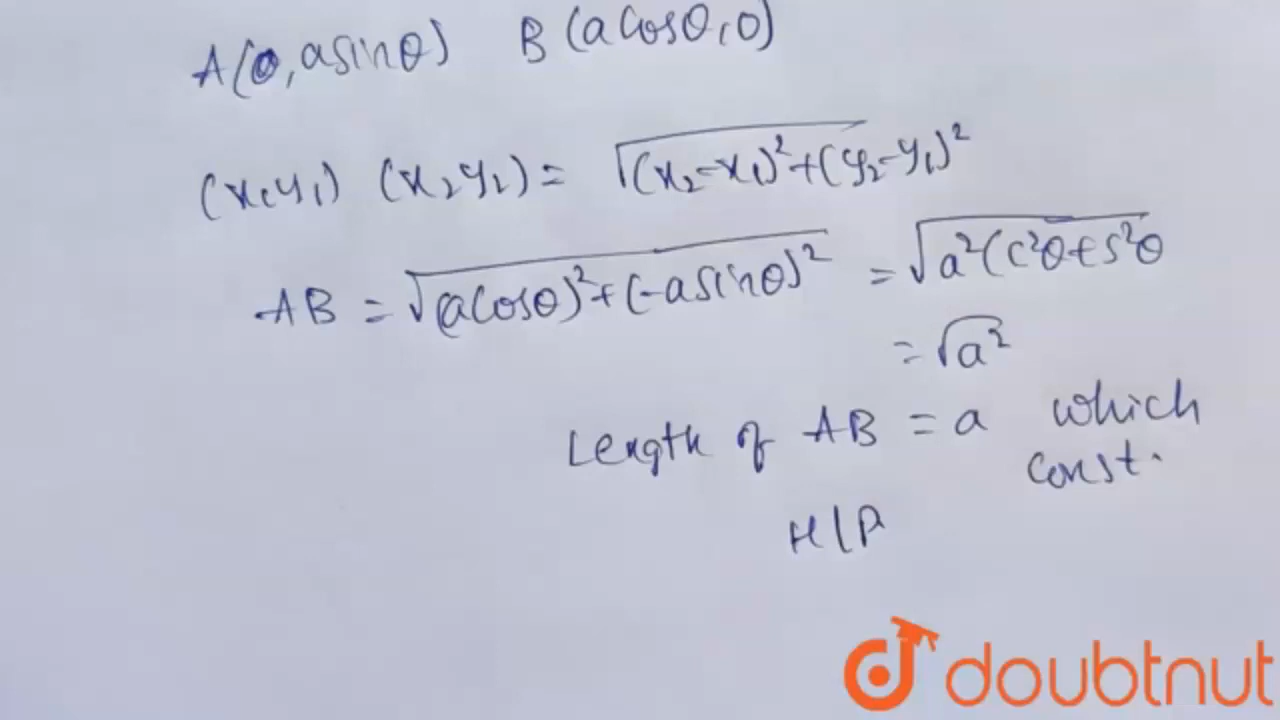 A(0, a sinθ) B(a cosθ, 0)
(x₁y₁) (x₂y₂) = √(x₂-x₁)²+(y₂-y₁)²
AB = √(a cosθ)²+(-a sinθ)² = √a²(c²θ+s²θ
= √a²
Length of AB = a which
const.
H/P
doubtnut